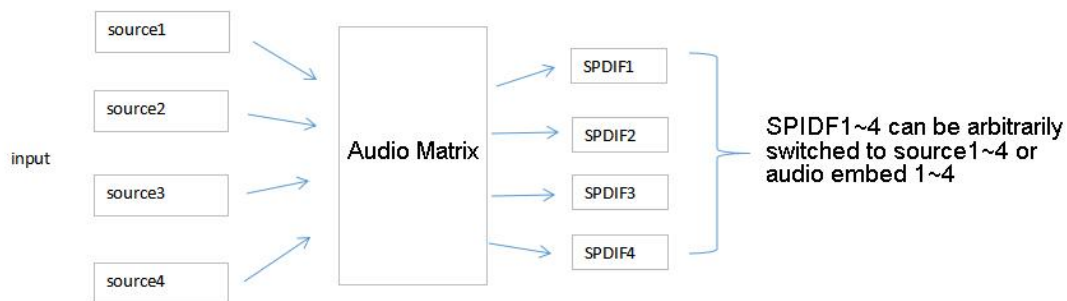 source1
source2
input
source3
source4
Audio Matrix
SPDIF1
SPDIF2
SPDIF3
SPDIF4
SPIDF1~4 can be arbitrarily
switched to source1~4 or
audio embed 1~4